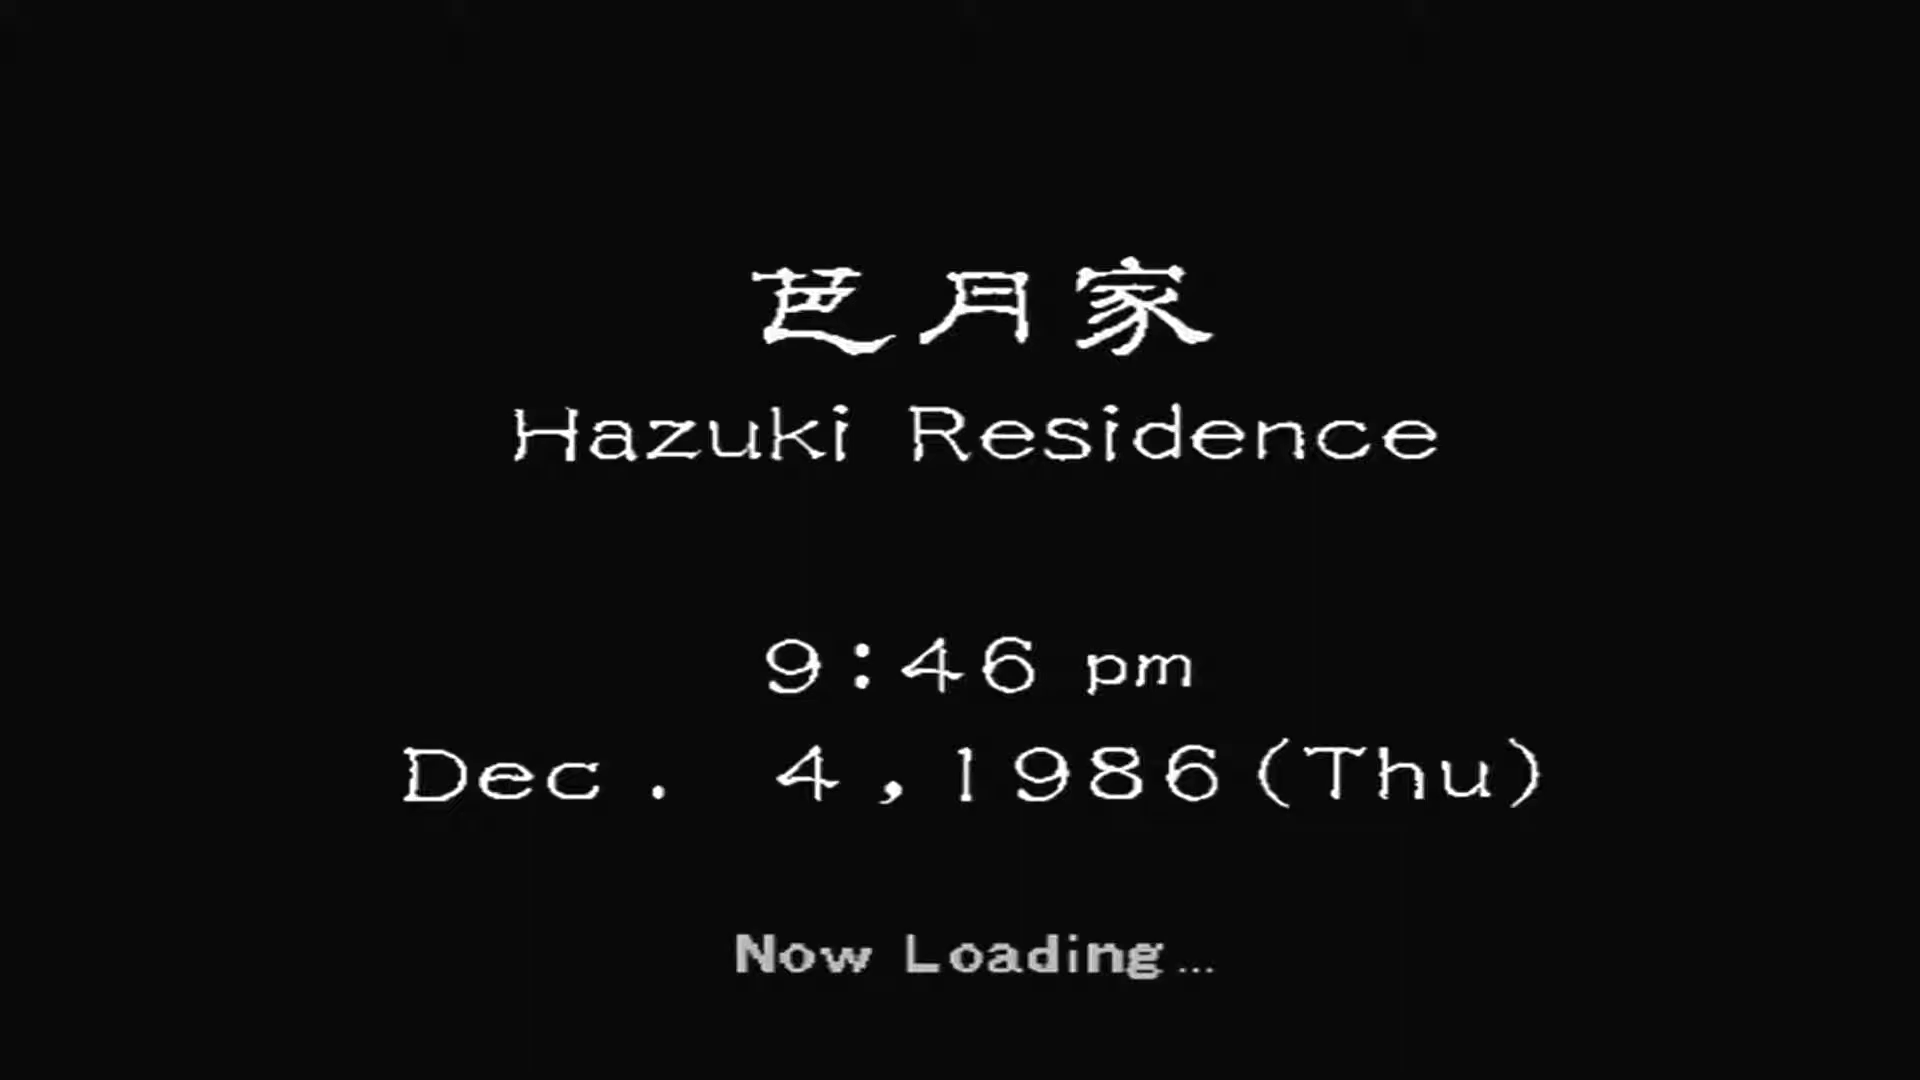 芭月家
Hazuki Residence
9:46 pm
Dec. 4,1986(Thu)
Now Loading...